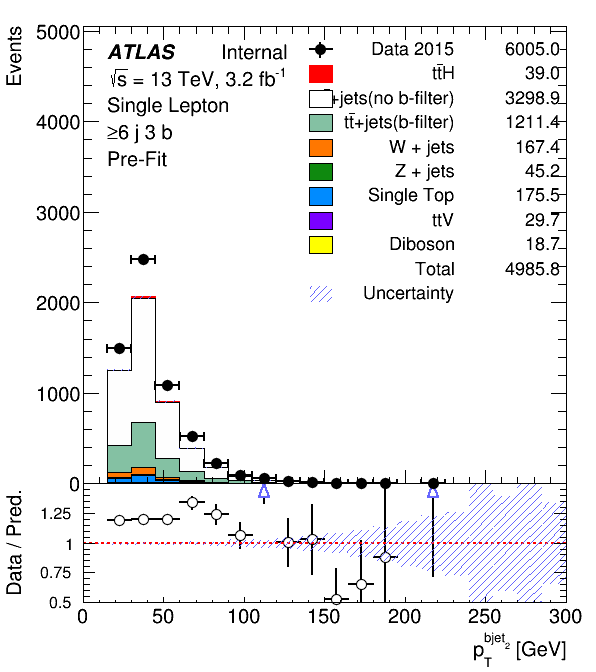 Events
5000
4000
3000
2000
1000
0
ATLAS Internal
√s = 13 TeV, 3.2 fb⁻¹
Single Lepton
≥6 j 3 b
Pre-Fit
Data 2015 6005.0
tt̄H 39.0
+jets(no b-filter) 3298.9
tt̄+jets(b-filter) 1211.4
W + jets 167.4
Z + jets 45.2
Single Top 175.5
ttV 29.7
Diboson 18.7
Total 4985.8
Uncertainty
Data / Pred.
1.25
1
0.75
0.5
0 50 100 150 200 250 300
p_T^{bjet_2} [GeV]